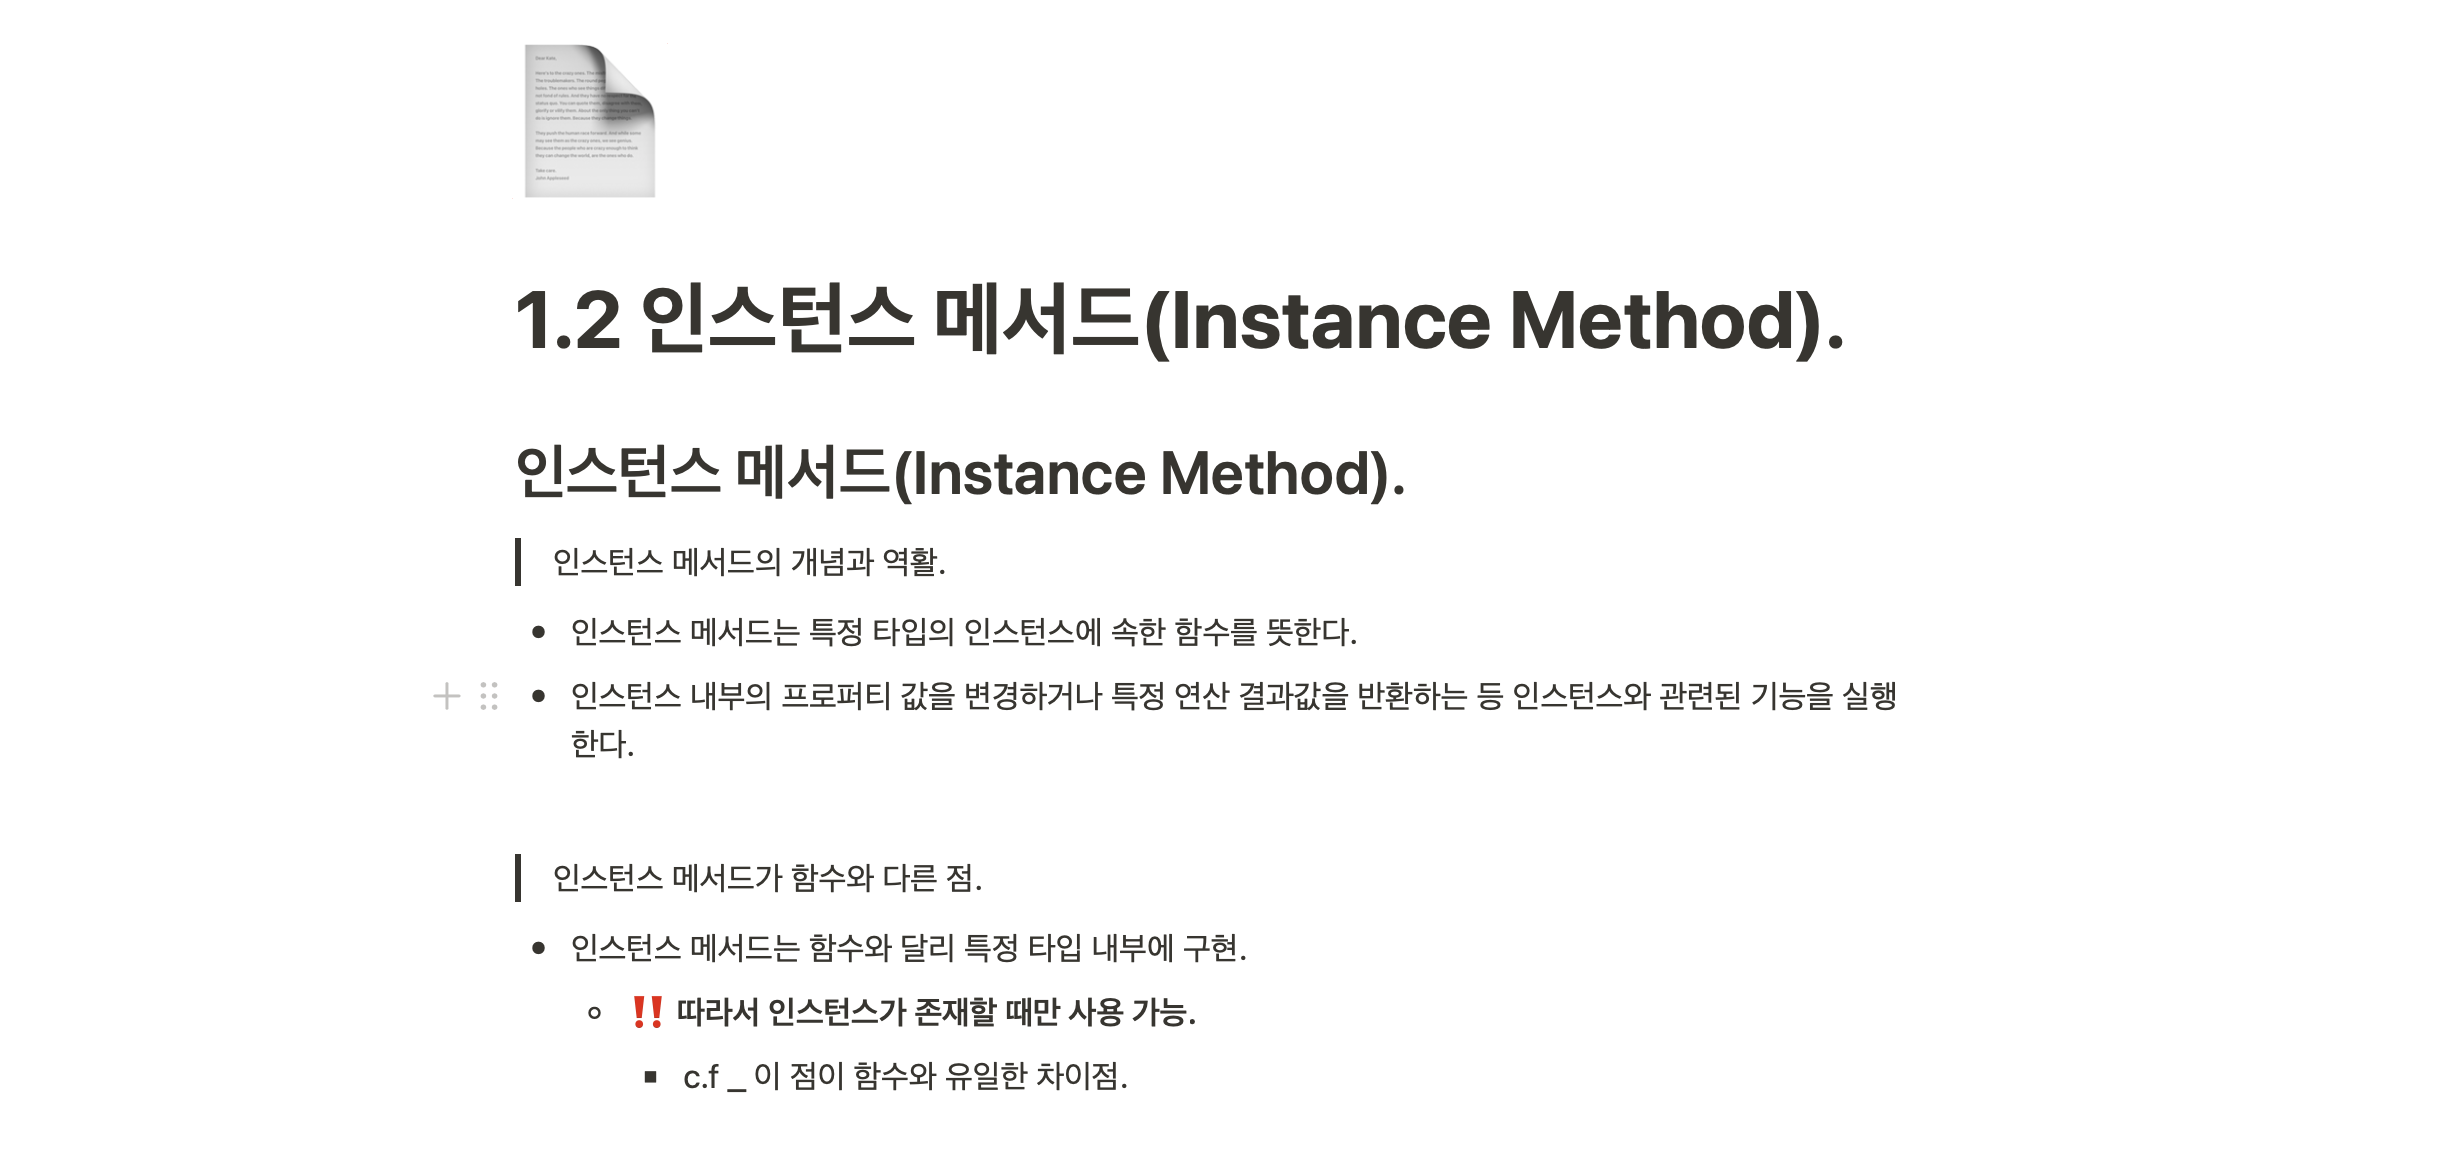 1.2 인스턴스 메서드(Instance Method).
인스턴스 메서드(Instance Method).
인스턴스 메서드의 개념과 역활.
• 인스턴스 메서드는 특정 타입의 인스턴스에 속한 함수를 뜻한다.
• 인스턴스 내부의 프로퍼티 값을 변경하거나 특정 연산 결과값을 반환하는 등 인스턴스와 관련된 기능을 실행
한다.
인스턴스 메서드가 함수와 다른 점.
• 인스턴스 메서드는 함수와 달리 특정 타입 내부에 구현.
◦ ‼️ 따라서 인스턴스가 존재할 때만 사용 가능.
▪ c.f _ 이 점이 함수와 유일한 차이점.